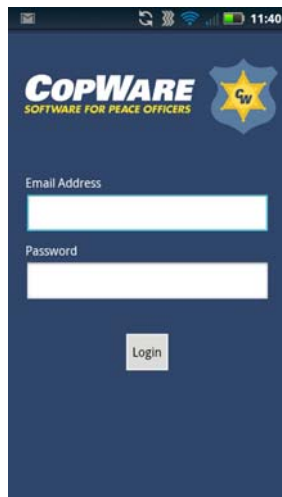 11:40
COPWARE
SOFTWARE FOR PEACE OFFICERS
CW
Email Address
Password
Login